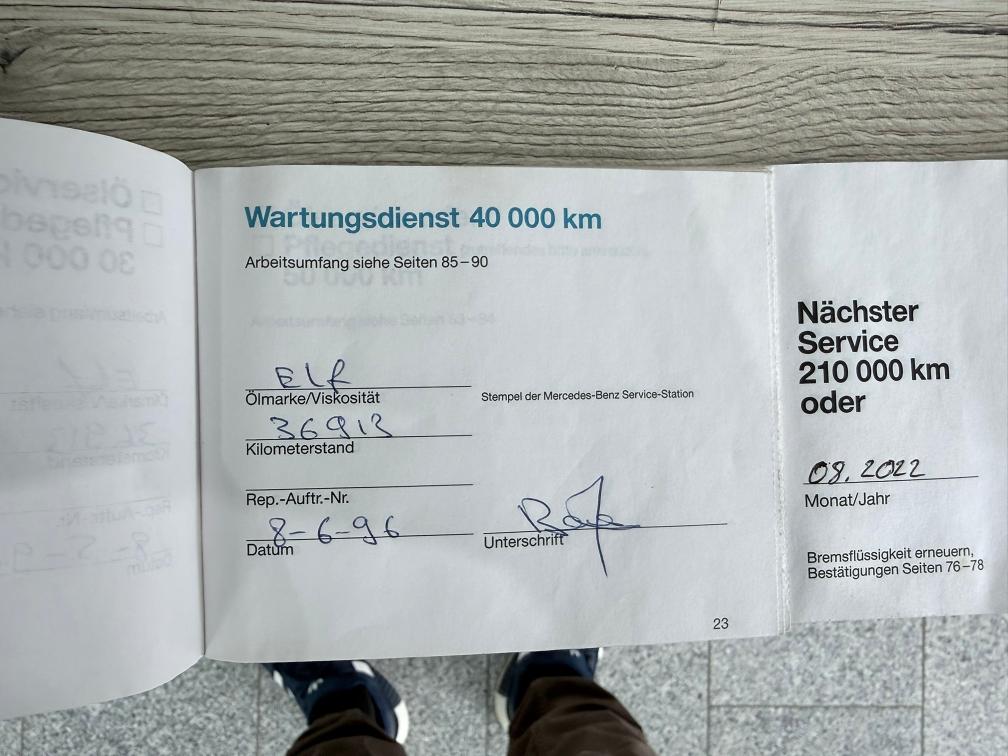 Wartungsdienst 40 000 km
Arbeitsumfang siehe Seiten 85–90
Elf
Ölmarke/Viskosität
Stempel der Mercedes-Benz Service-Station
36913
Kilometerstand
Rep.-Auftr.-Nr.
8-6-96
Datum
Unterschrift
23
Nächster
Service
210 000 km
oder
08.2022
Monat/Jahr
Bremsflüssigkeit erneuern,
Bestätigungen Seiten 76–78